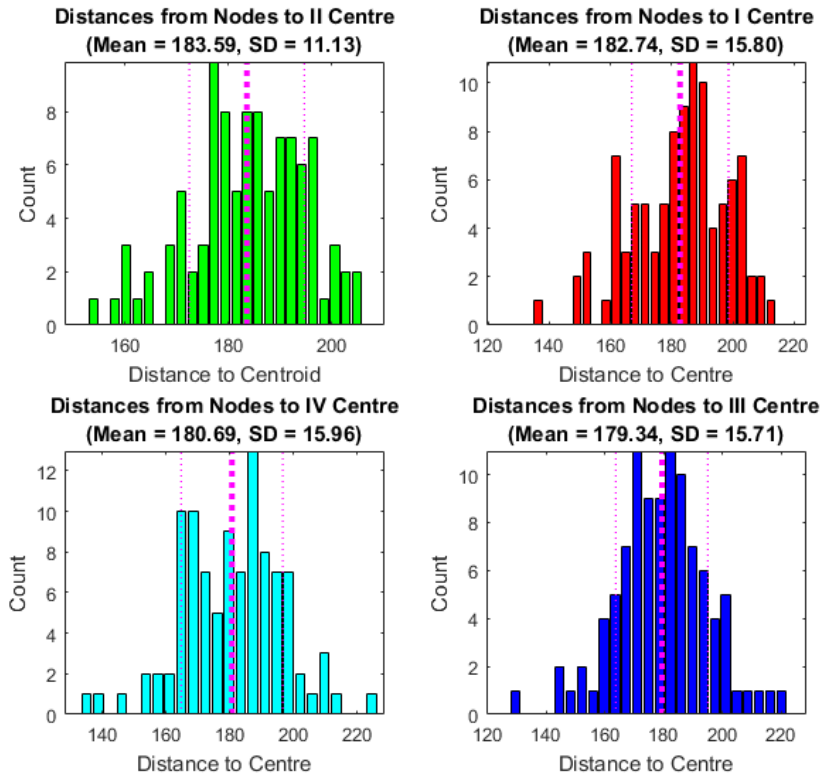 Distances from Nodes to II Centre
(Mean = 183.59, SD = 11.13)
8
6
4
2
0
Count
160
180
200
Distance to Centroid
Distances from Nodes to I Centre
(Mean = 182.74, SD = 15.80)
10
8
6
4
2
0
Count
120
140
160
180
200
220
Distance to Centre
Distances from Nodes to IV Centre
(Mean = 180.69, SD = 15.96)
12
10
8
6
4
2
0
Count
140
160
180
200
220
Distance to Centre
Distances from Nodes to III Centre
(Mean = 179.34, SD = 15.71)
10
8
6
4
2
0
Count
120
140
160
180
200
220
Distance to Centre